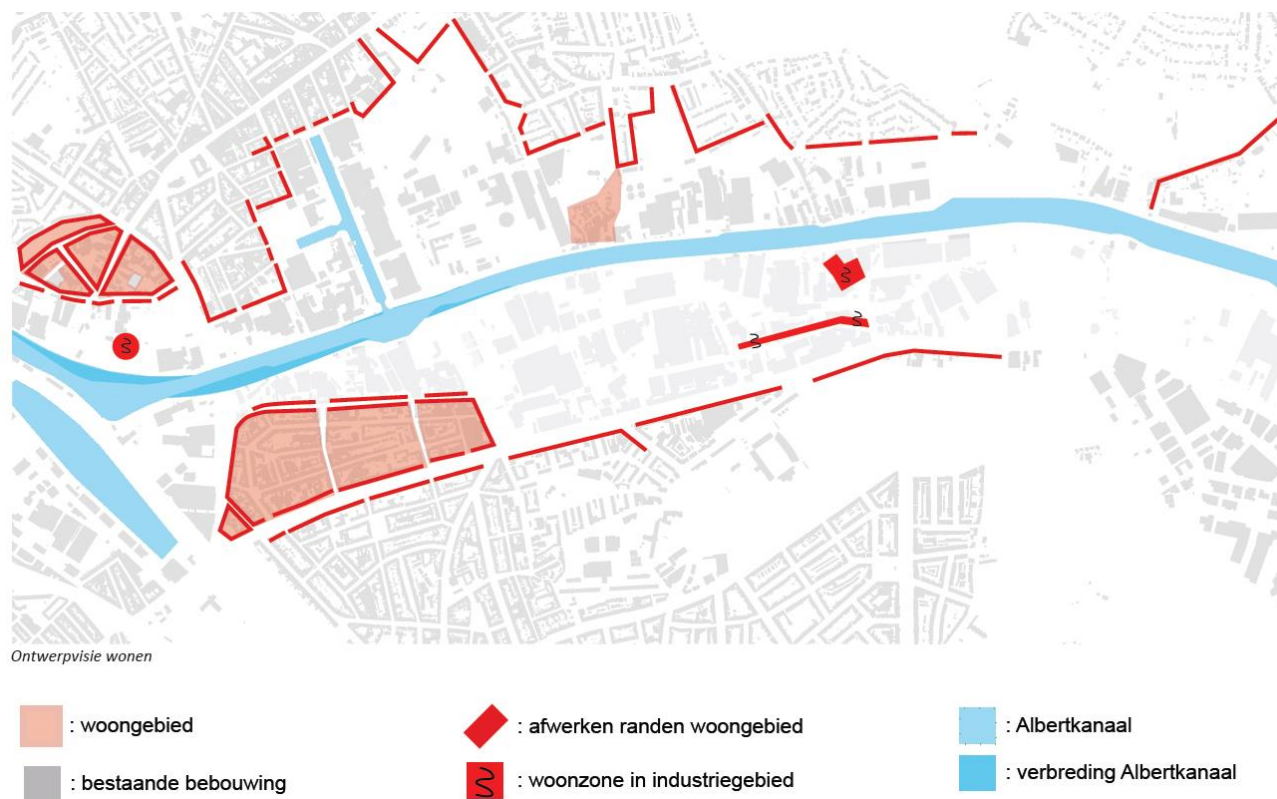 Ontwerpvisie wonen
: woongebied
: afwerken randen woongebied
: Albertkanaal
: bestaande bebouwing
: woonzone in industriegebied
: verbreding Albertkanaal